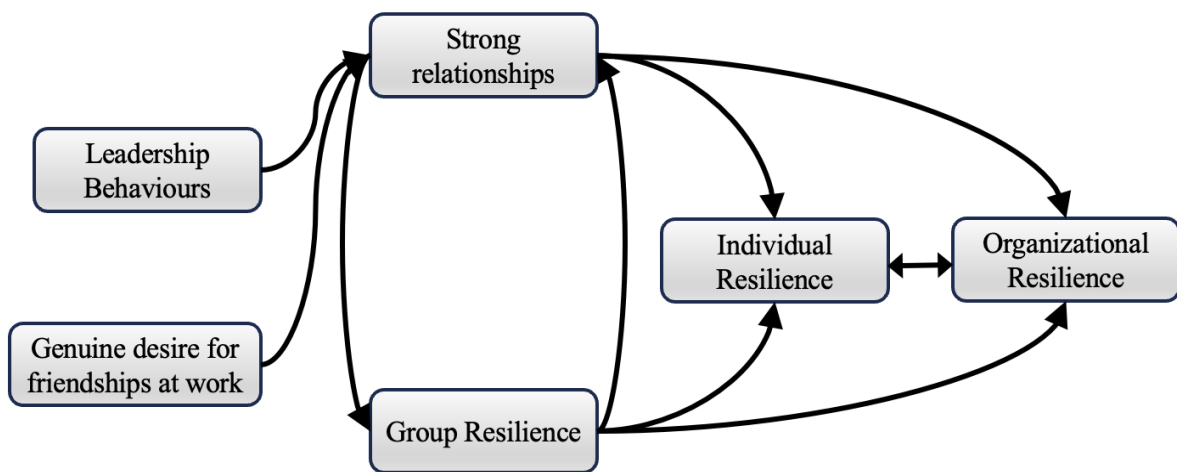 Strong
relationships
Leadership
Behaviours
Individual
Resilience
Organizational
Resilience
Genuine desire for
friendships at work
Group Resilience